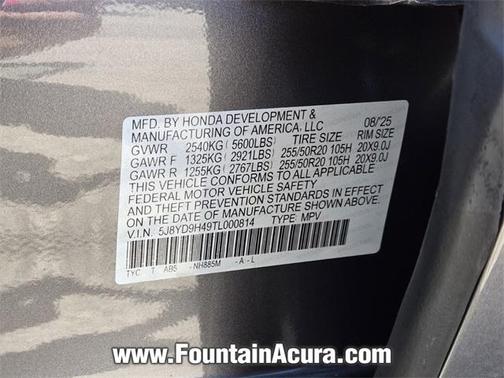 MFD. BY HONDA DEVELOPMENT & 08/'25
MANUFACTURING OF AMERICA, LLC
GVWR 2540KG (5600LBS) TIRE SIZE RIM SIZE
GAWR F 1325KG (2921LBS) 255/50R20 105H 20X9.0J
GAWR R 1255KG (2767LBS) 255/50R20 105H 20X9.0J
THIS VEHICLE CONFORMS TO ALL APPLICABLE
FEDERAL MOTOR VEHICLE SAFETY
AND THEFT PREVENTION STANDARDS IN EFFECT
ON THE DATE OF MANUFACTURE SHOWN ABOVE.
V.I.N.: 5J8YD9H49TL000814 TYPE: MPV
TYC T AB5 -NH885M -A-L
www.FountainAcura.com